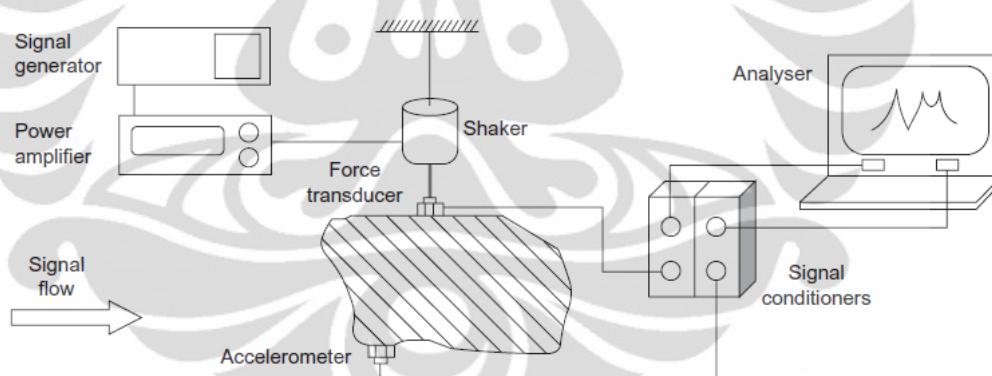 Signal
generator
Power
amplifier
Shaker
Force
transducer
Analyser
Signal
flow
Signal
conditioners
Accelerometer